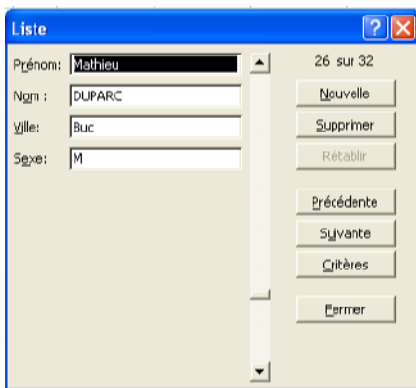 Liste
Prénom: Mathieu
Nom : DUPARC
Ville: Buc
Sexe: M
26 sur 32
Nouvelle
Supprimer
Rétablir
Précédente
Suivante
Critères
Fermer